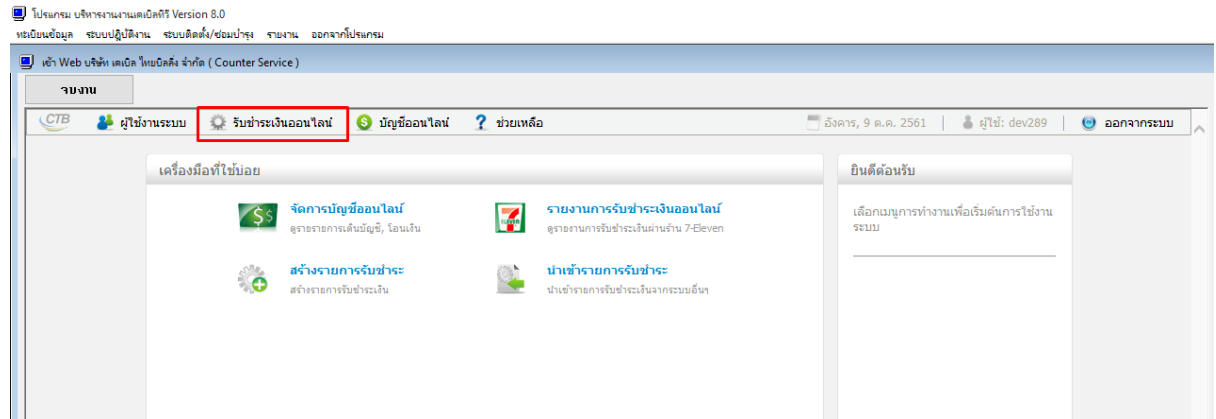 โปรแกรม บริหารงานงานเคเบิลทีวี Version 8.0
ทะเบียนข้อมูล ระบบปฏิบัติงาน ระบบติดตั้ง/ซ่อมบำรุง รายงาน ออกจากโปรแกรม
เข้า Web บริษัท เคเบิล ไทยบิลลิ่ง จำกัด ( Counter Service )
จบงาน
CTB ผู้ใช้งานระบบ รับชำระเงินออนไลน์ บัญชีออนไลน์ ช่วยเหลือ อังคาร, 9 ต.ค. 2561 ผู้ใช้: dev289 ออกจากระบบ
เครื่องมือที่ใช้บ่อย ยินดีต้อนรับ
จัดการบัญชีออนไลน์ รายงานการรับชำระเงินออนไลน์
ดูรายรายการเดินบัญชี, โอนเงิน ดูรายงานการรับชำระเงินผ่านร้าน 7-Eleven
เลือกเมนูการทำงานเพื่อเริ่มต้นการใช้งาน
ระบบ
สร้างรายการรับชำระ นำเข้ารายการรับชำระ
สร้างรายการรับชำระเงิน นำเข้ารายการรับชำระเงินจากระบบอื่นๆ